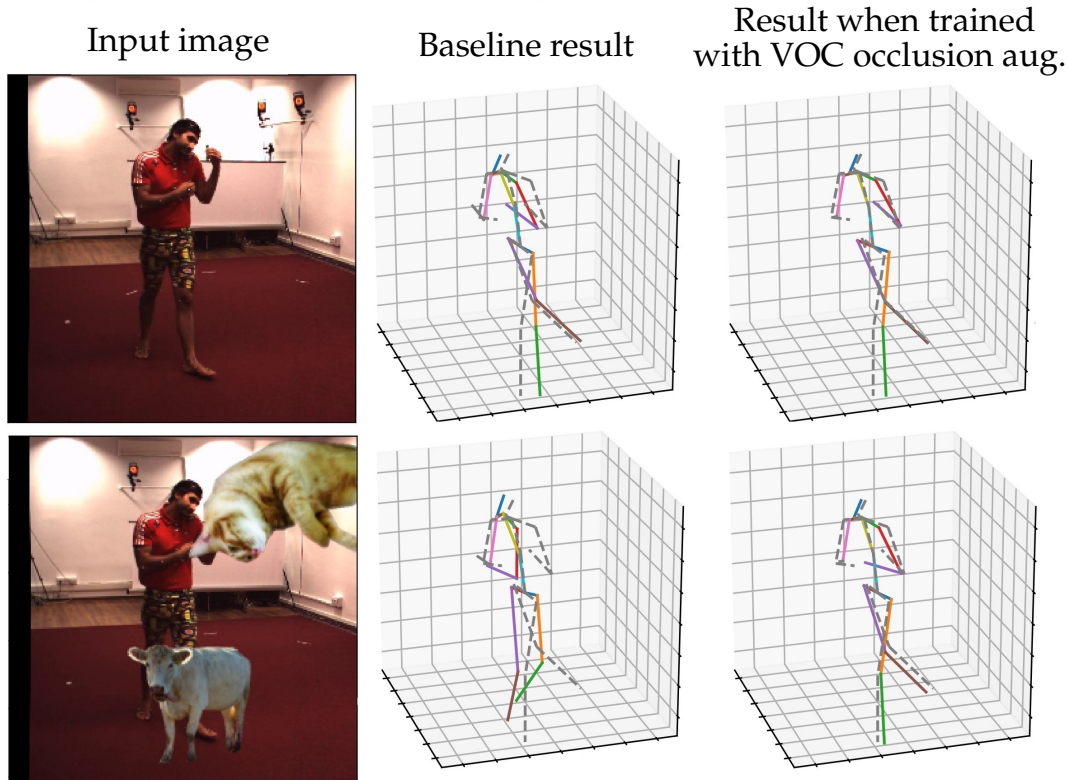 Input image
Baseline result
Result when trained
with VOC occlusion aug.